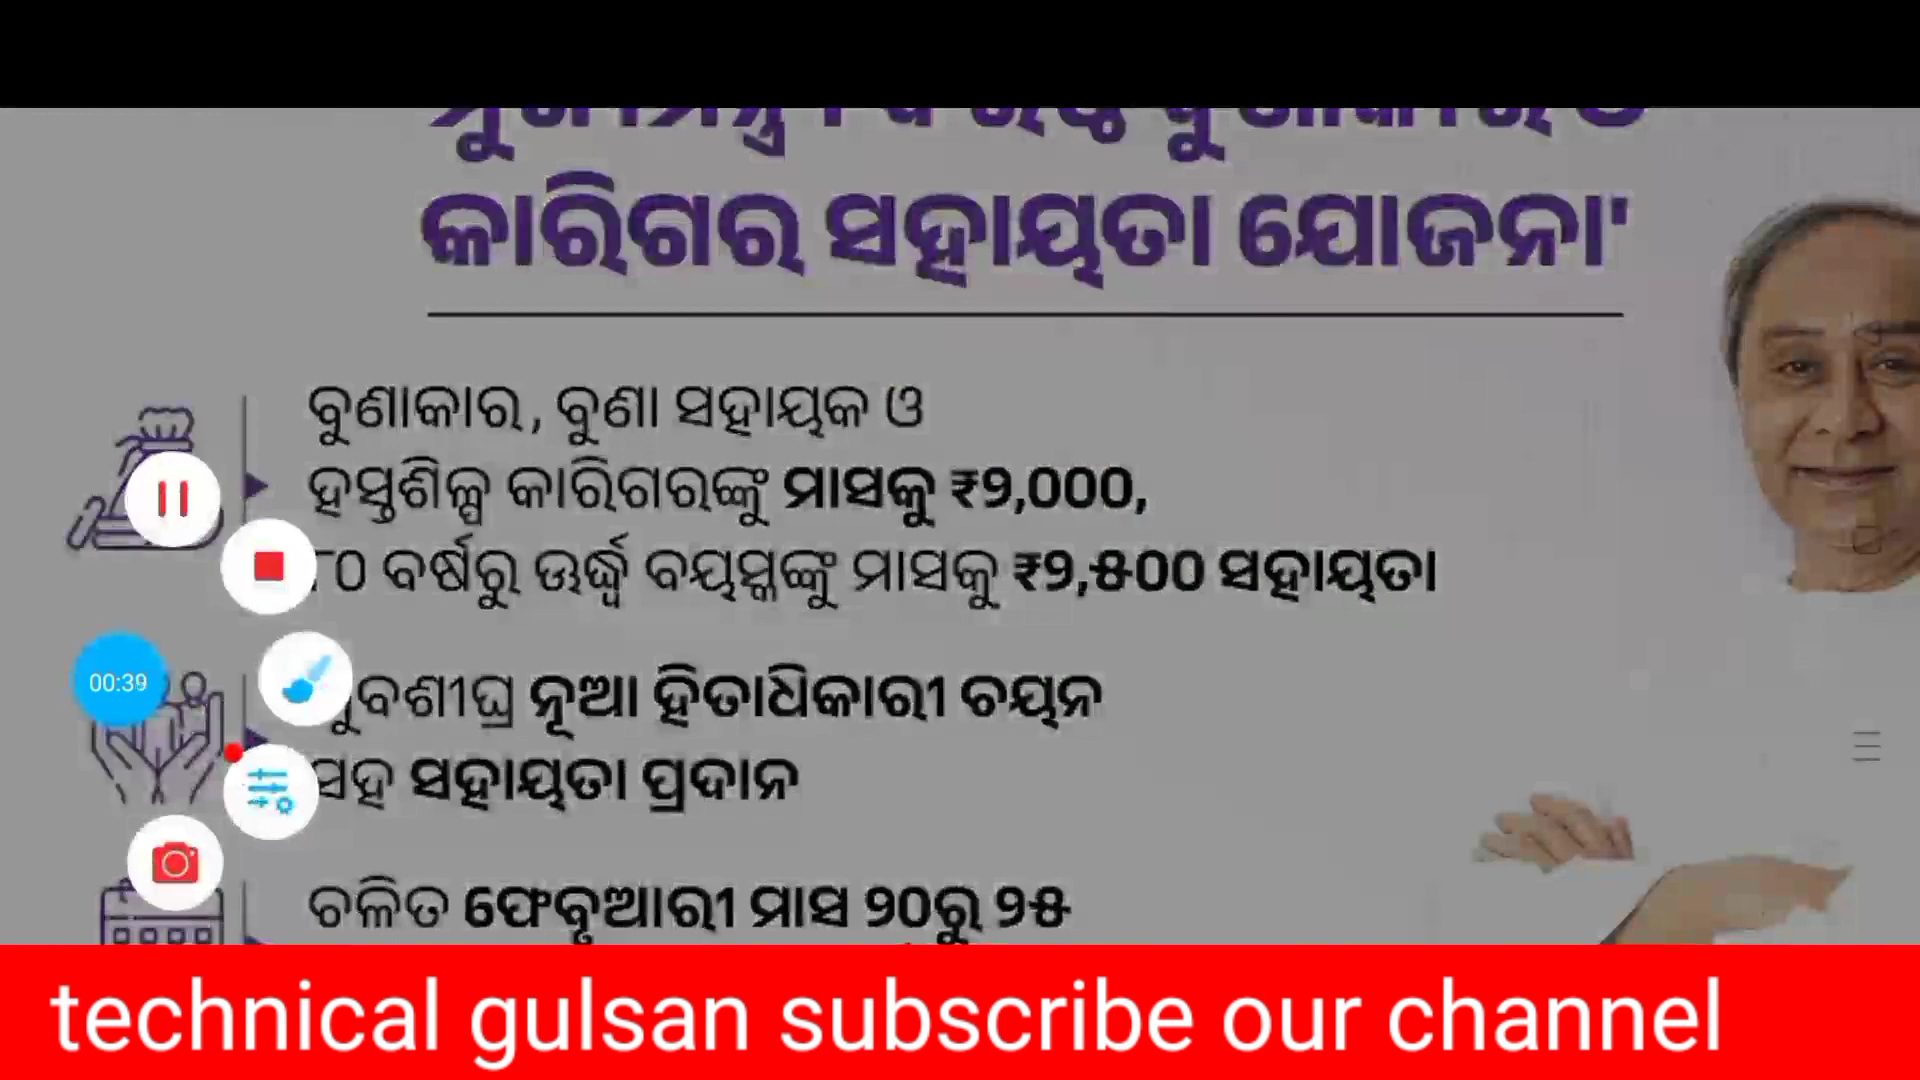 କାରିଗର ସହାୟତା ଯୋଜନା'
ବୁଣାକାର, ବୁଣା ସହାୟକ ଓ
ହସ୍ତଶିଳ୍ପ କାରିଗରଙ୍କୁ ମାସକୁ ₹୨,୦୦୦,
ବର୍ଷରୁ ଊର୍ଦ୍ଧ୍ୱ ବୟସ୍କଙ୍କୁ ମାସକୁ ₹୨,୫୦୦ ସହାୟତା
00:39
ନୂଆ ହିତାଧିକାରୀ ଚୟନ
ସହ ସହାୟତା ପ୍ରଦାନ
ଚଳିତ ଫେବୃଆରୀ ମାସ ୨୦ରୁ ୨୫
technical gulsan subscribe our channel